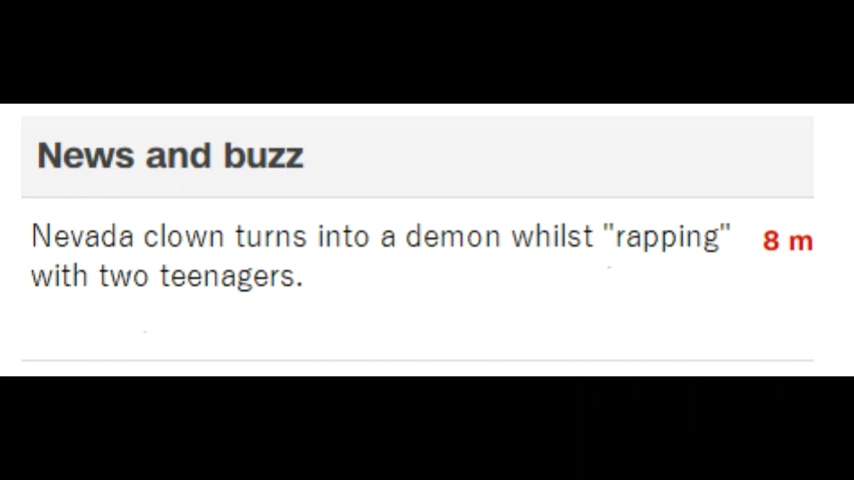 News and buzz
Nevada clown turns into a demon whilst "rapping" 8 m
with two teenagers.